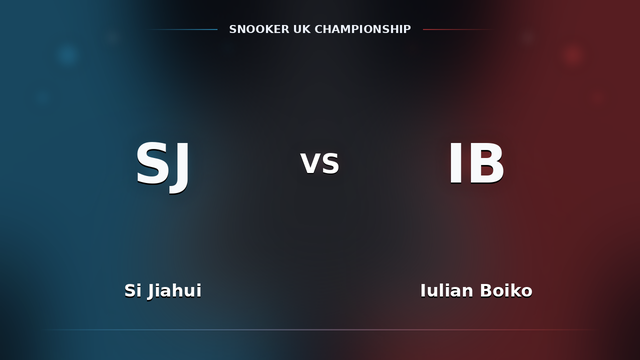 SNOOKER UK CHAMPIONSHIP
SJ
VS
IB
Si Jiahui
Iulian Boiko